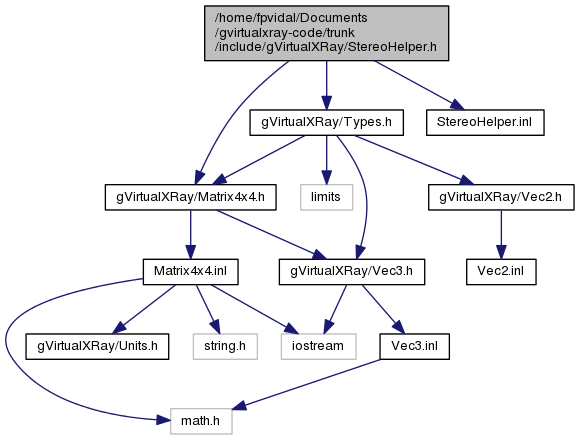 /home/fpvidal/Documents
/gvirtualxray-code/trunk
/include/gVirtualXRay/StereoHelper.h
gVirtualXRay/Types.h
StereoHelper.inl
gVirtualXRay/Matrix4x4.h
limits
gVirtualXRay/Vec2.h
Matrix4x4.inl
gVirtualXRay/Vec3.h
Vec2.inl
gVirtualXRay/Units.h
string.h
iostream
Vec3.inl
math.h